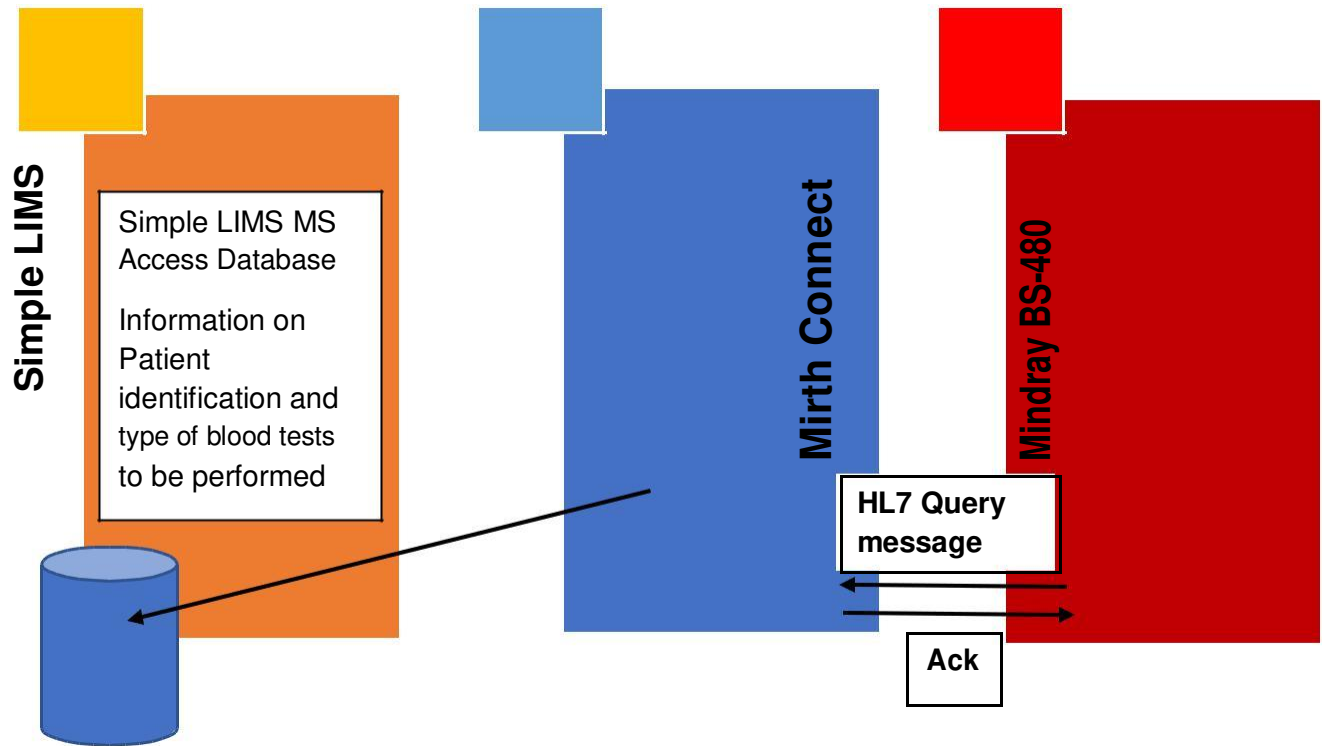 Simple LIMS
Simple LIMS MS
Access Database
Information on
Patient
identification and
type of blood tests
to be performed
Mirth Connect
Mindray BS-480
HL7 Query
message
Ack